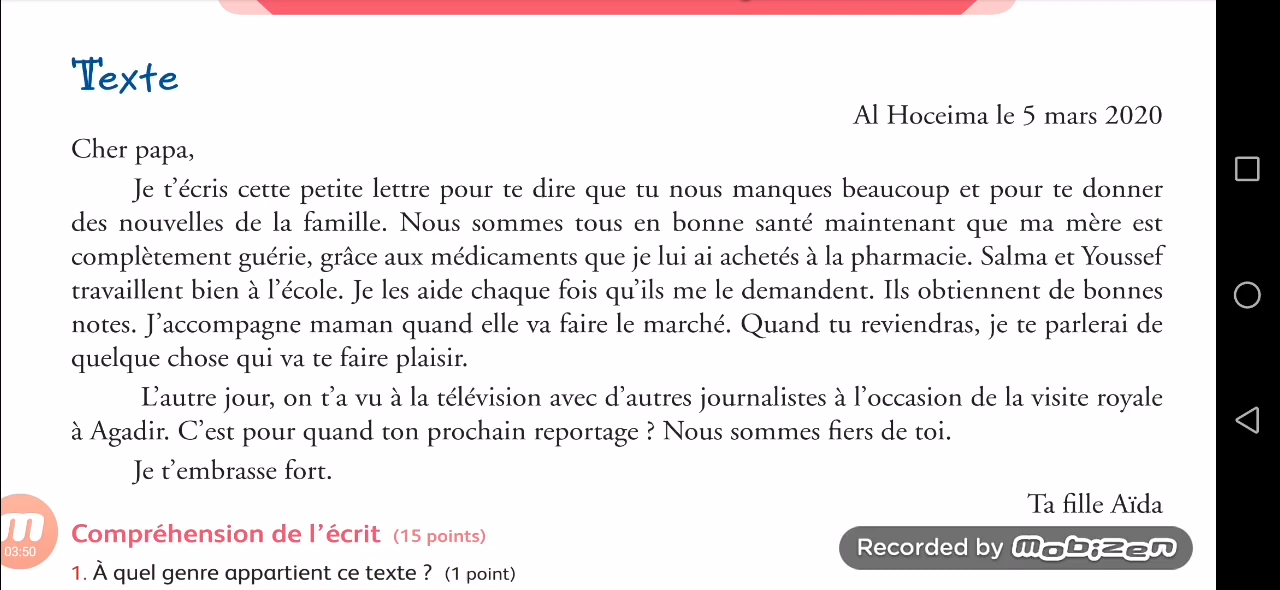 Texte
Al Hoceima le 5 mars 2020
Cher papa,
Je t'écris cette petite lettre pour te dire que tu nous manques beaucoup et pour te donner
des nouvelles de la famille. Nous sommes tous en bonne santé maintenant que ma mère est
complètement guérie, grâce aux médicaments que je lui ai achetés à la pharmacie. Salma et Youssef
travaillent bien à l'école. Je les aide chaque fois qu'ils me le demandent. Ils obtiennent de bonnes
notes. J'accompagne maman quand elle va faire le marché. Quand tu reviendras, je te parlerai de
quelque chose qui va te faire plaisir.
L'autre jour, on t'a vu à la télévision avec d'autres journalistes à l'occasion de la visite royale
à Agadir. C'est pour quand ton prochain reportage ? Nous sommes fiers de toi.
Je t'embrasse fort.
Ta fille Aïda
Compréhension de l'écrit (15 points)
Recorded by mobizen
03:50
1. À quel genre appartient ce texte ? (1 point)